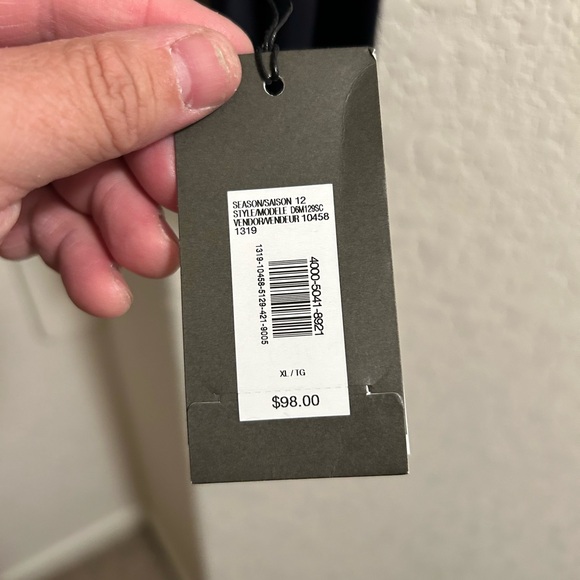 SEASON/SAISON 12
STYLE/MODELE D6M129SC
VENDOR/VENDEUR 10458
1319
4000-5041-8921
1319-10458-5129-421-9005
XL / TG
$98.00